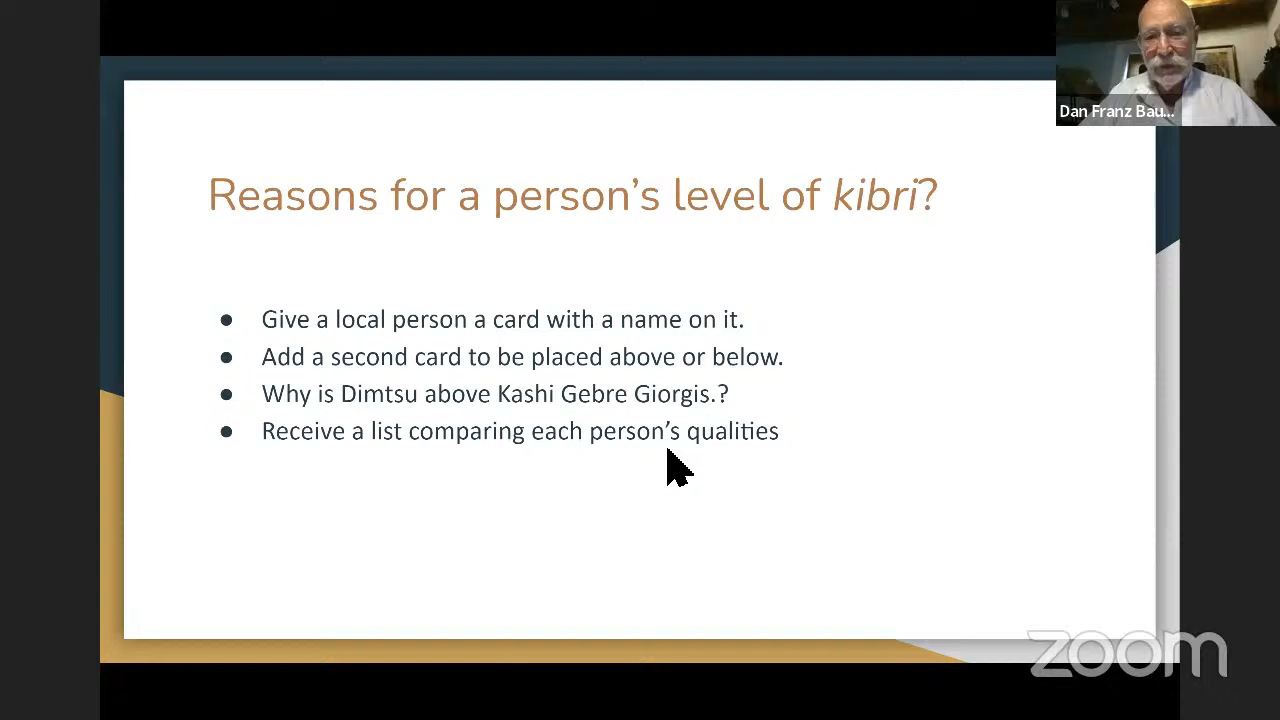 Dan Franz Bau...
Reasons for a person’s level of kibri?
● Give a local person a card with a name on it.
● Add a second card to be placed above or below.
● Why is Dimtsu above Kashi Gebre Giorgis.?
● Receive a list comparing each person’s qualities
zoom